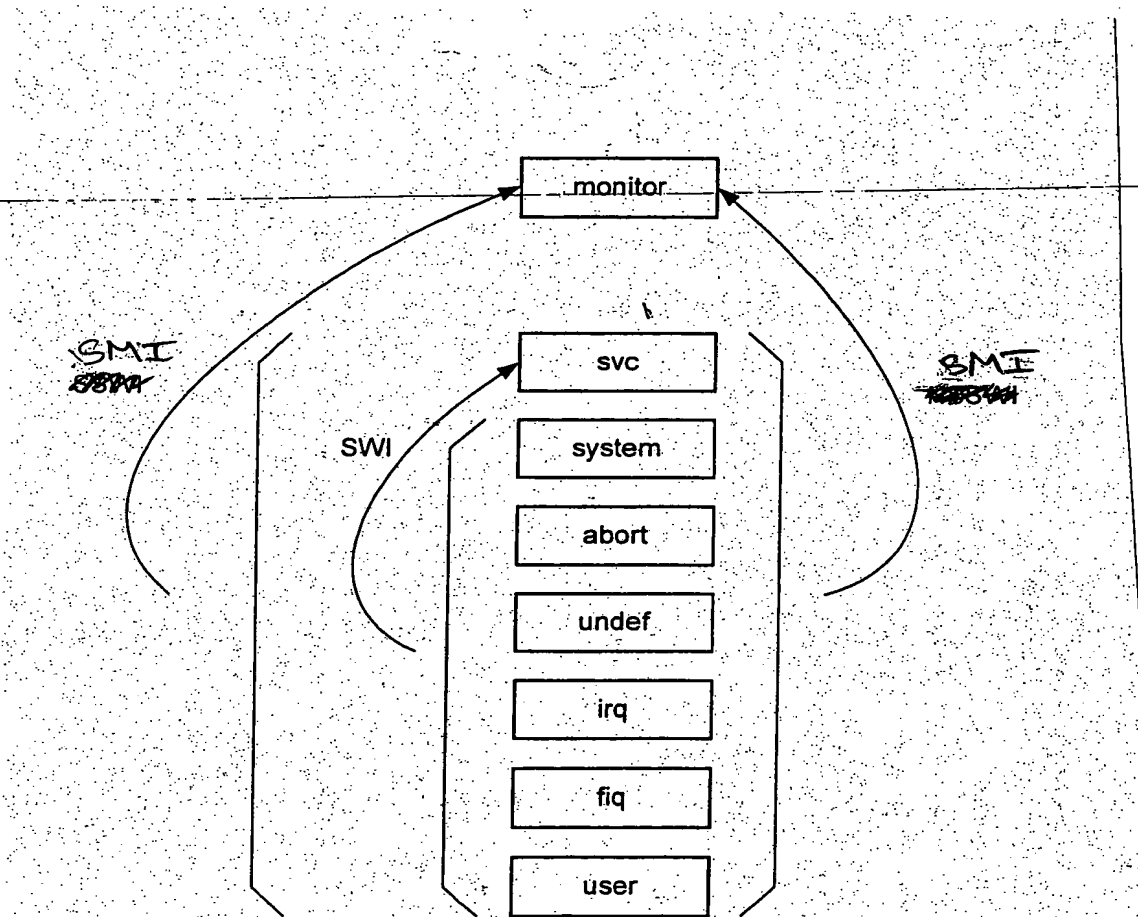 monitor
SMI
svc
SMI
SWI
system
abort
undef
irq
fiq
user